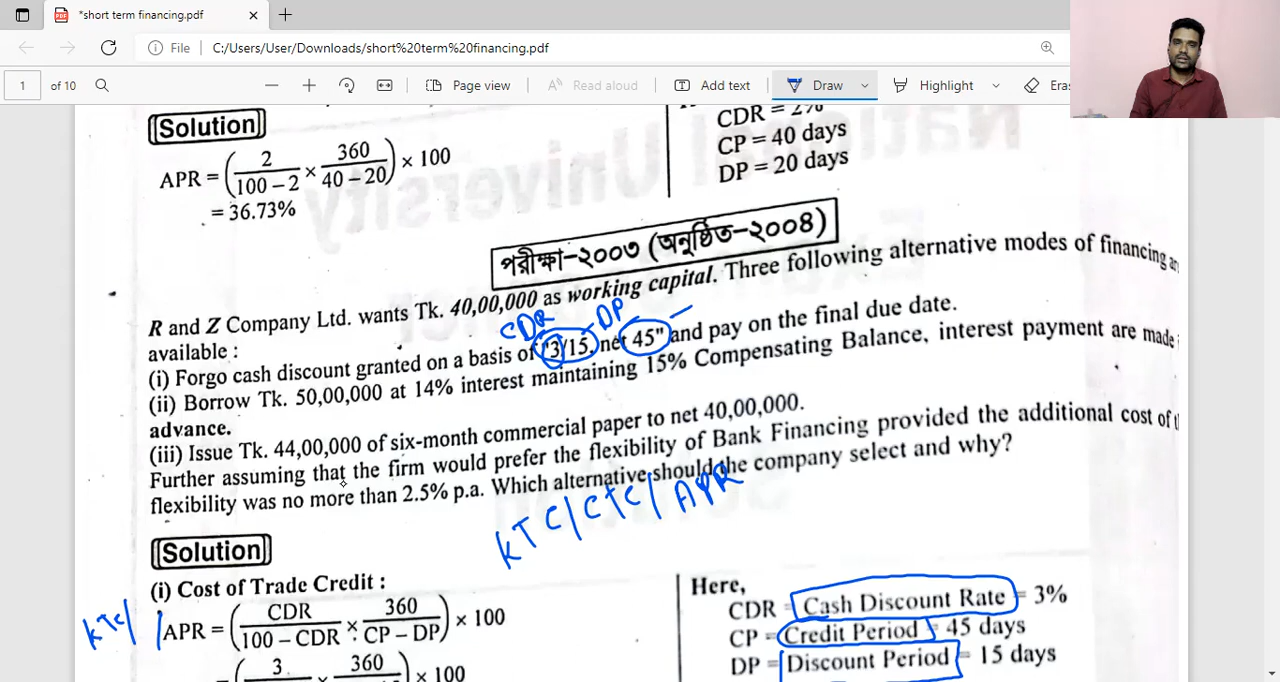 *short term financing.pdf
File C:/Users/User/Downloads/short%20term%20financing.pdf
1 of 10 Page view Read aloud Add text Draw Highlight Eras
Solution
APR = (2/100 – 2 × 360/40 – 20) × 100
= 36.73%
CDR = 2%
CP = 40 days
DP = 20 days
পরীক্ষা-২০০৩ (অনুষ্ঠিত-২০০৪)
R and Z Company Ltd. wants Tk. 40,00,000 as working capital. Three following alternative modes of financing ar
available :
CDR DP
(i) Forgo cash discount granted on a basis of "3/15, net 45" and pay on the final due date.
(ii) Borrow Tk. 50,00,000 at 14% interest maintaining 15% Compensating Balance, interest payment are made i
advance.
(iii) Issue Tk. 44,00,000 of six-month commercial paper to net 40,00,000.
Further assuming that the firm would prefer the flexibility of Bank Financing provided the additional cost of t
flexibility was no more than 2.5% p.a. Which alternative should the company select and why?
KTC/CTC/APR
Solution
(i) Cost of Trade Credit :
KTC/
APR = (CDR/100 – CDR × 360/CP – DP) × 100
3 × 360 × 100
Here,
CDR = Cash Discount Rate = 3%
CP = Credit Period = 45 days
DP = Discount Period = 15 days